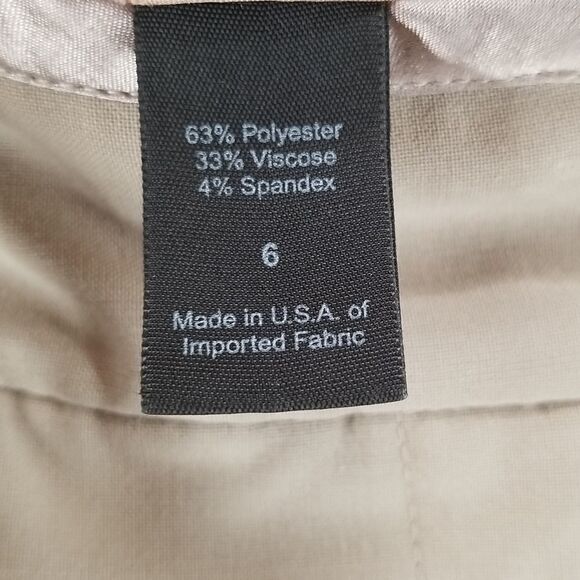 63% Polyester
33% Viscose
4% Spandex
6
Made in U.S.A. of
Imported Fabric